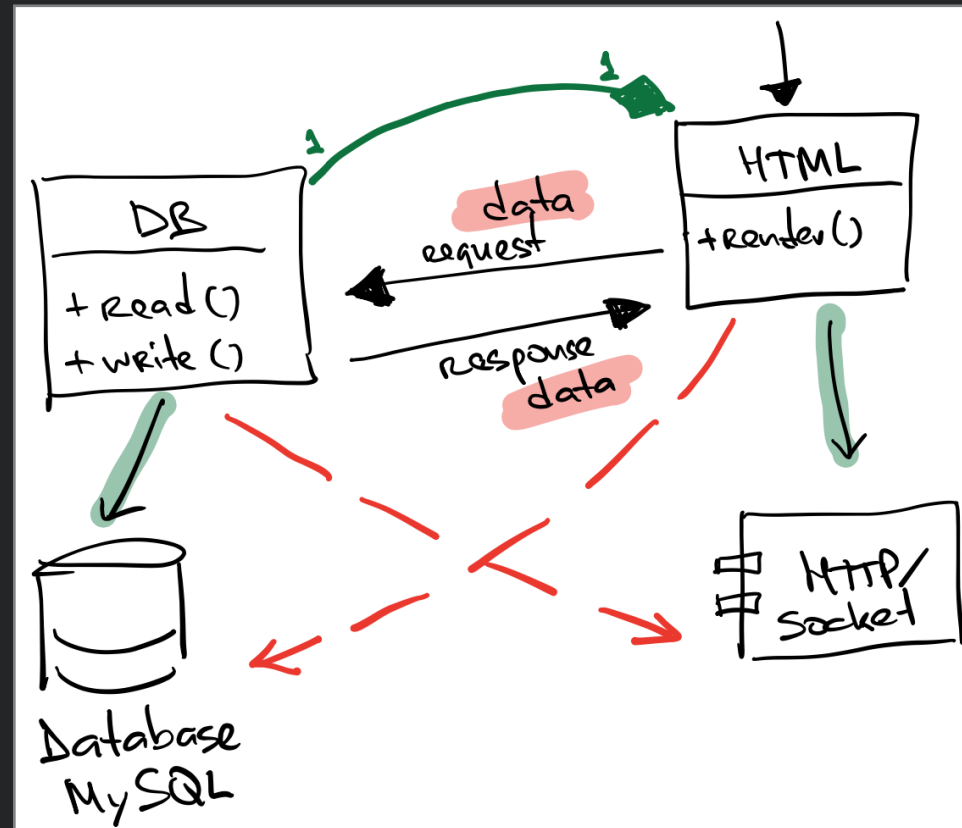 1
1
HTML
+render()
DB
+read()
+write()
data
request
response
data
HTTP/
Socket
Database
MySQL